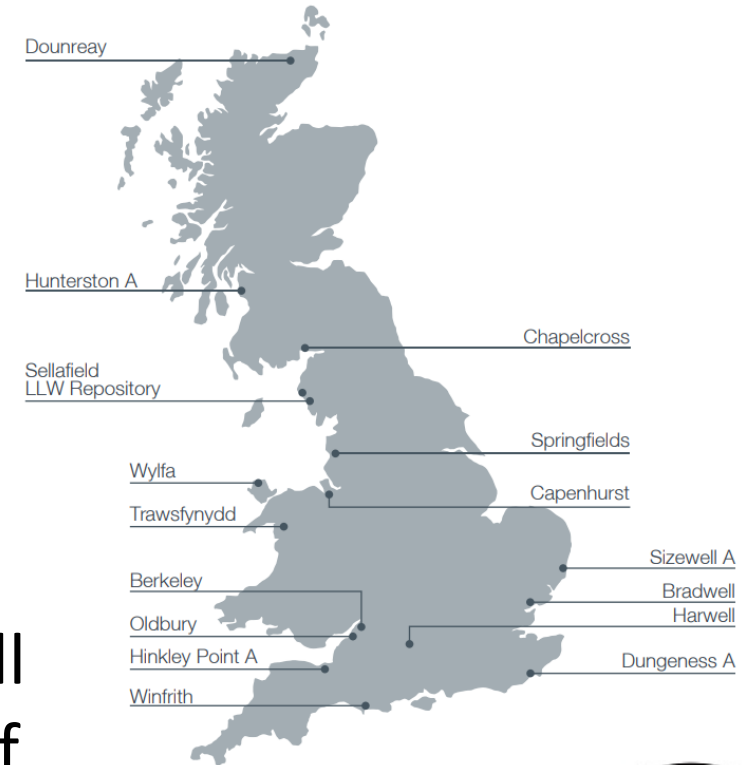 Dounreay
Hunterston A
Chapelcross
Sellafield
LLW Repository
Springfields
Wylfa
Capenhurst
Trawsfynydd
Sizewell A
Berkeley
Bradwell
Harwell
Oldbury
Hinkley Point A
Dungeness A
Winfrith
ll
f